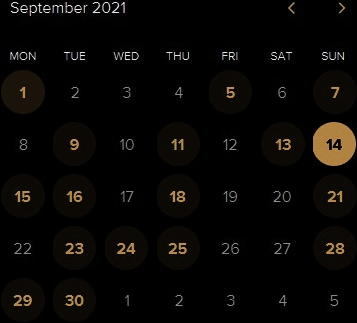 September 2021
MON TUE WED THU FRI SAT SUN
1 2 3 4 5 6 7
8 9 10 11 12 13 14
15 16 17 18 19 20 21
22 23 24 25 26 27 28
29 30 1 2 3 4 5